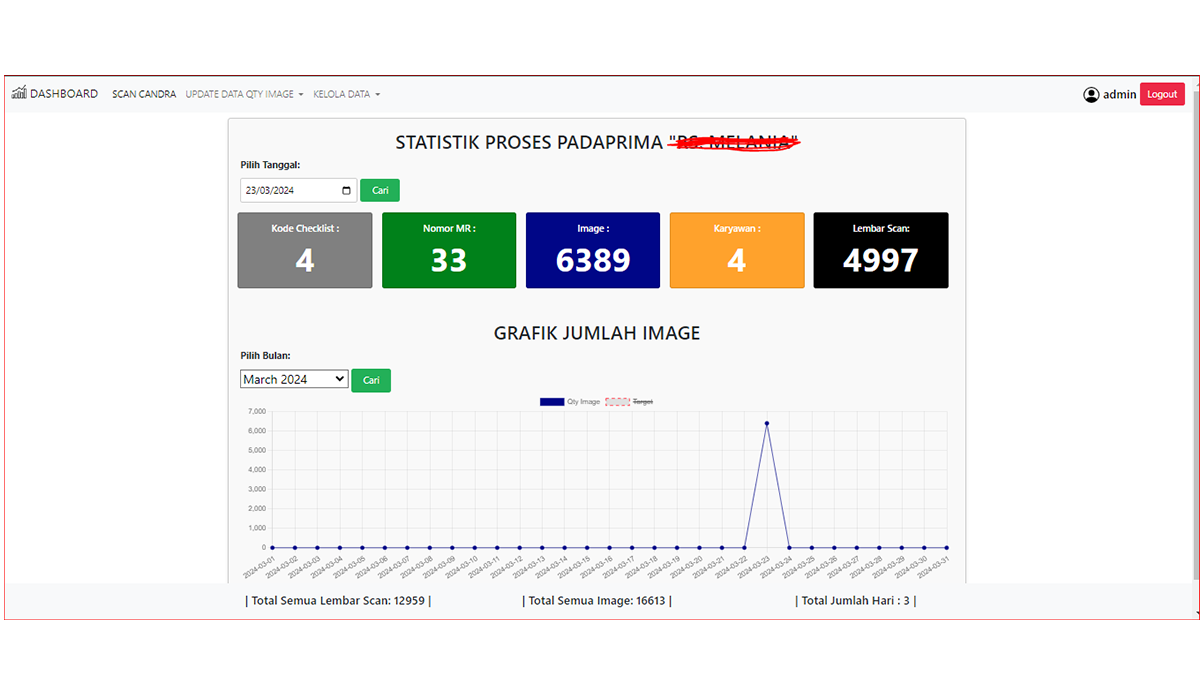 DASHBOARD SCAN CANDRA UPDATE DATA QTY IMAGE KELOLA DATA admin Logout
STATISTIK PROSES PADAPRIMA "RS. MELANIA"
Pilih Tanggal:
23/03/2024 Cari
Kode Checklist : Nomor MR : Image : Karyawan : Lembar Scan:
4 33 6389 4 4997
GRAFIK JUMLAH IMAGE
Pilih Bulan:
March 2024 Cari
Qty Image Target
7,000
6,000
5,000
4,000
3,000
2,000
1,000
0
2024-03-01 2024-03-02 2024-03-03 2024-03-04 2024-03-05 2024-03-06 2024-03-07 2024-03-08 2024-03-09 2024-03-10 2024-03-11 2024-03-12 2024-03-13 2024-03-14 2024-03-15 2024-03-16 2024-03-17 2024-03-18 2024-03-19 2024-03-20 2024-03-21 2024-03-22 2024-03-23 2024-03-24 2024-03-25 2024-03-26 2024-03-27 2024-03-28 2024-03-29 2024-03-30 2024-03-31
| Total Semua Lembar Scan: 12959 | | Total Semua Image: 16613 | | Total Jumlah Hari : 3 |